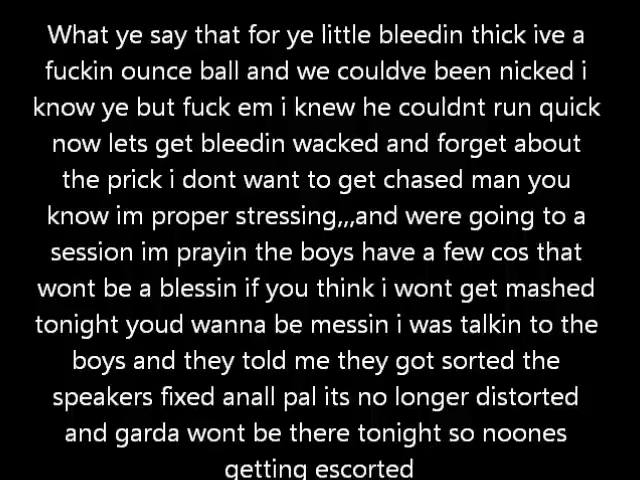 What ye say that for ye little bleedin thick ive a
fuckin ounce ball and we couldve been nicked i
know ye but fuck em i knew he couldnt run quick
now lets get bleedin wacked and forget about
the prick i dont want to get chased man you
know im proper stressing,,,and were going to a
session im prayin the boys have a few cos that
wont be a blessin if you think i wont get mashed
tonight youd wanna be messin i was talkin to the
boys and they told me they got sorted the
speakers fixed anall pal its no longer distorted
and garda wont be there tonight so noones
getting escorted